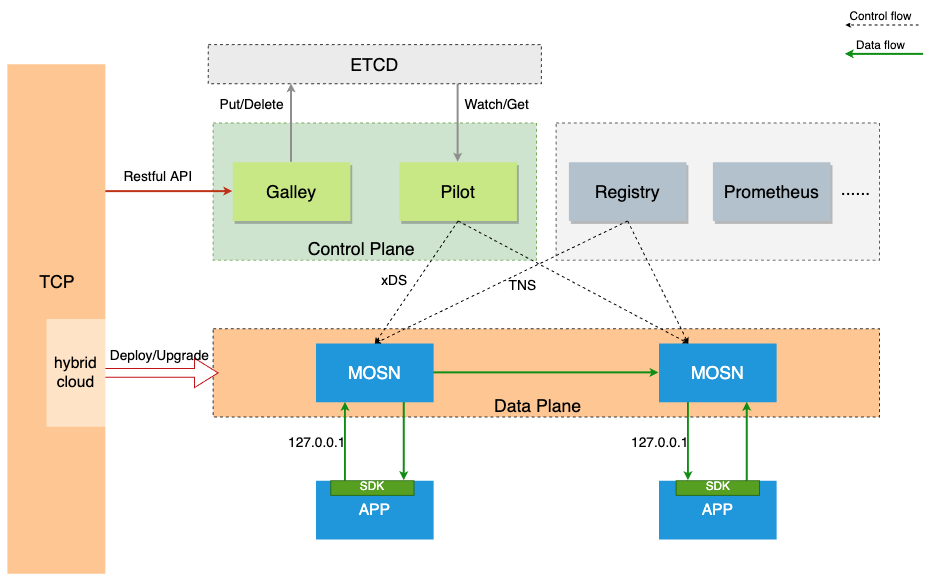 Control flow
Data flow
ETCD
Put/Delete
Watch/Get
Restful API
Galley
Pilot
Registry
Prometheus
......
Control Plane
TCP
xDS
TNS
hybrid
cloud
Deploy/Upgrade
MOSN
MOSN
Data Plane
127.0.0.1
127.0.0.1
SDK
APP
SDK
APP